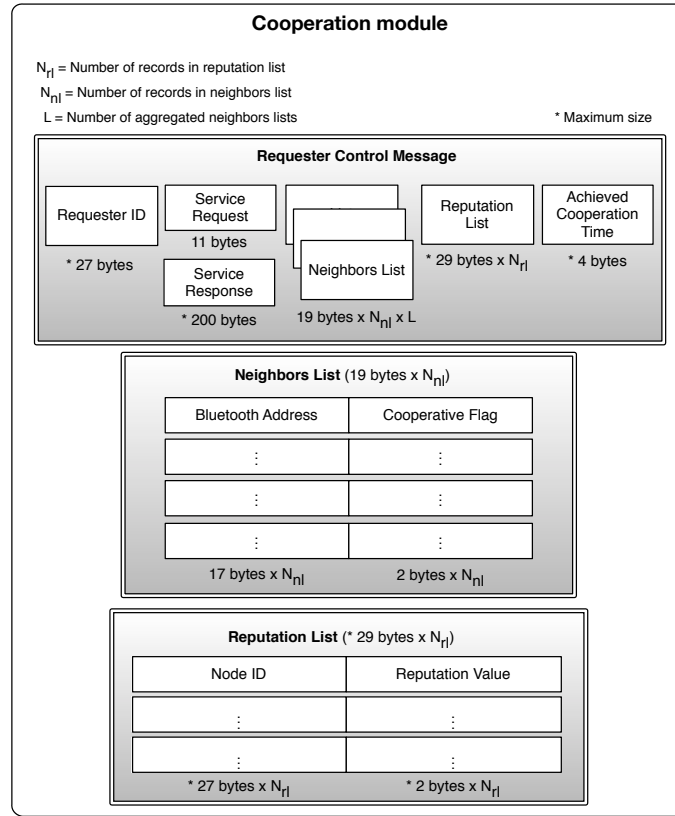 Cooperation module
N_rl = Number of records in reputation list
N_nl = Number of records in neighbors list
L = Number of aggregated neighbors lists
* Maximum size
Requester Control Message
Requester ID
* 27 bytes
Service
Request
11 bytes
Service
Response
* 200 bytes
Neighbors List
19 bytes x N_nl x L
Reputation
List
* 29 bytes x N_rl
Achieved
Cooperation
Time
* 4 bytes
Neighbors List (19 bytes x N_nl)
Bluetooth Address Cooperative Flag
⋮ ⋮
⋮ ⋮
⋮ ⋮
17 bytes x N_nl 2 bytes x N_nl
Reputation List (* 29 bytes x N_rl)
Node ID Reputation Value
⋮ ⋮
⋮ ⋮
* 27 bytes x N_rl * 2 bytes x N_rl